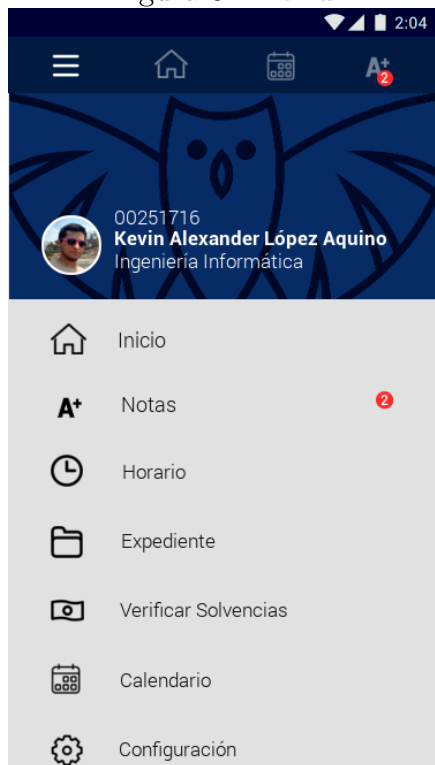 2:04
A+
2
00251716
Kevin Alexander López Aquino
Ingeniería Informática
Inicio
A+ Notas 2
Horario
Expediente
Verificar Solvencias
Calendario
Configuración